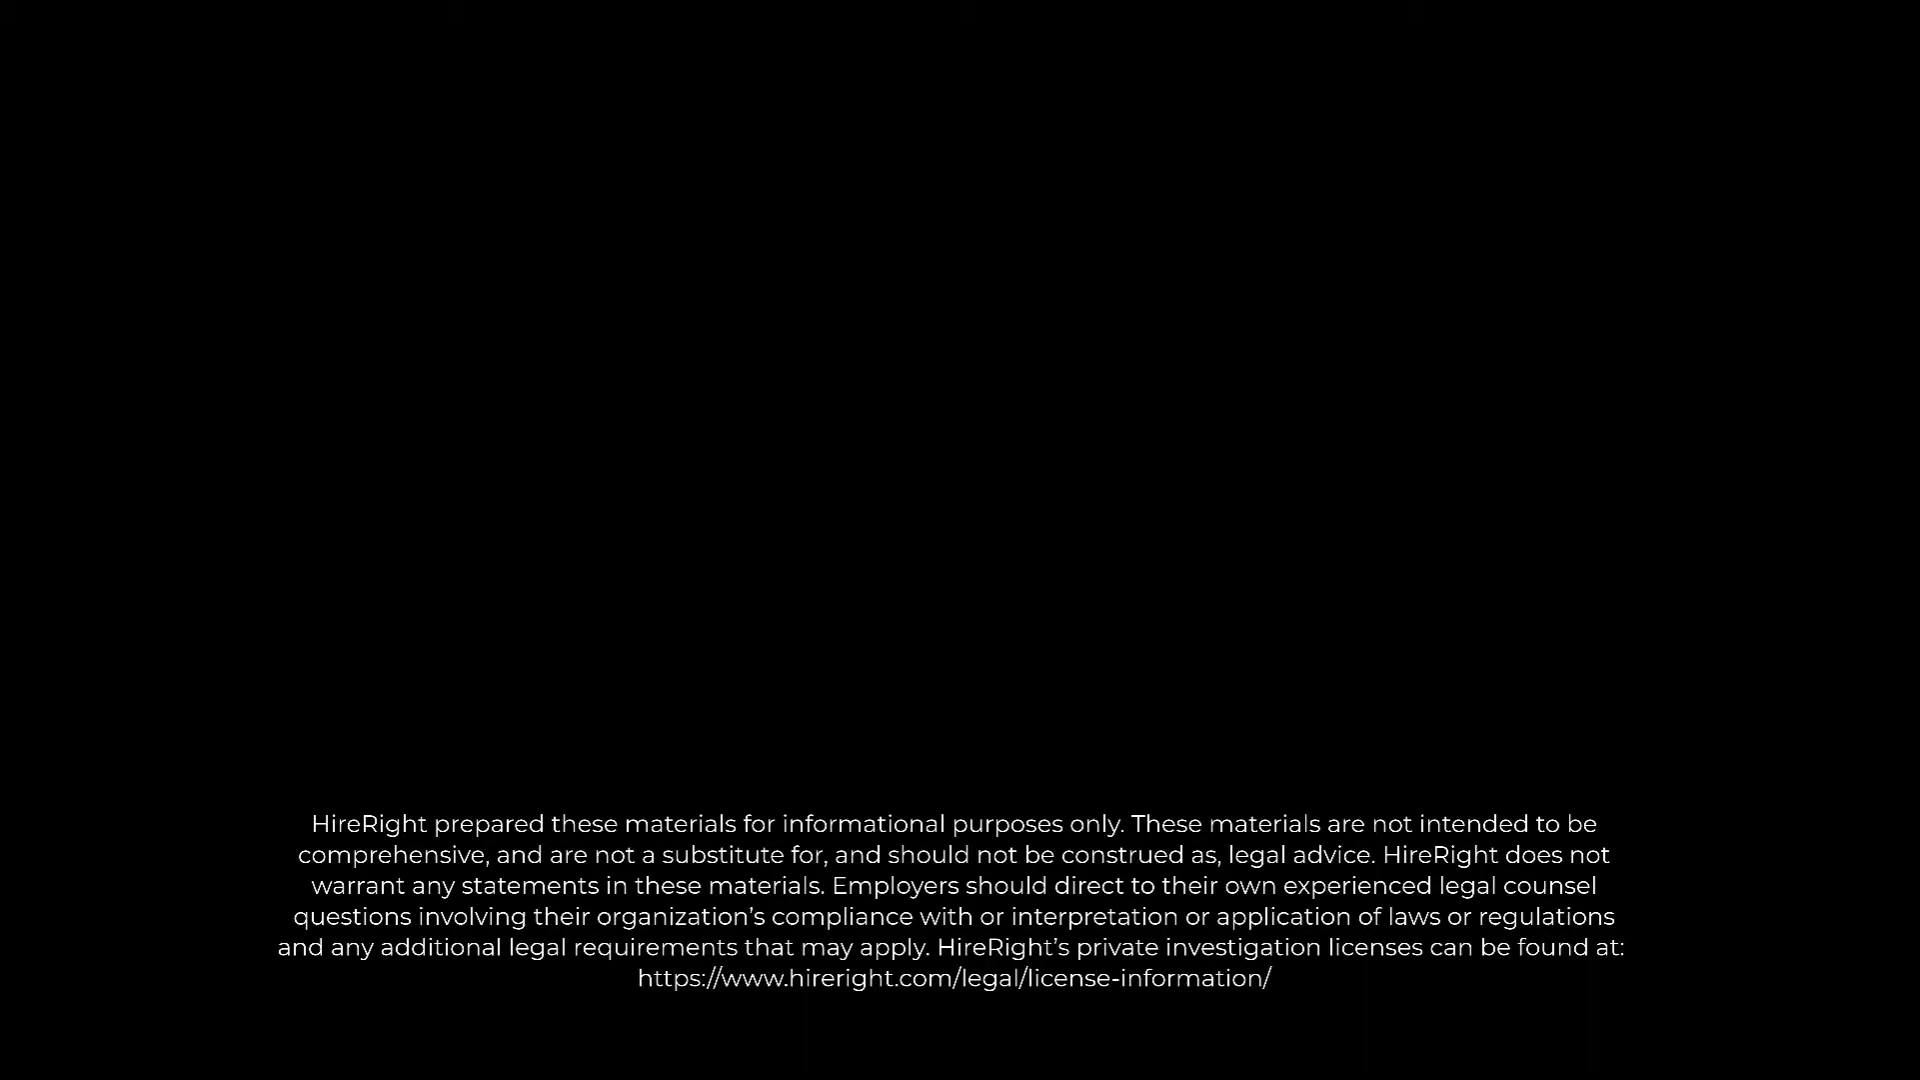 HireRight prepared these materials for informational purposes only. These materials are not intended to be
comprehensive, and are not a substitute for, and should not be construed as, legal advice. HireRight does not
warrant any statements in these materials. Employers should direct to their own experienced legal counsel
questions involving their organization’s compliance with or interpretation or application of laws or regulations
and any additional legal requirements that may apply. HireRight’s private investigation licenses can be found at:
https://www.hireright.com/legal/license-information/